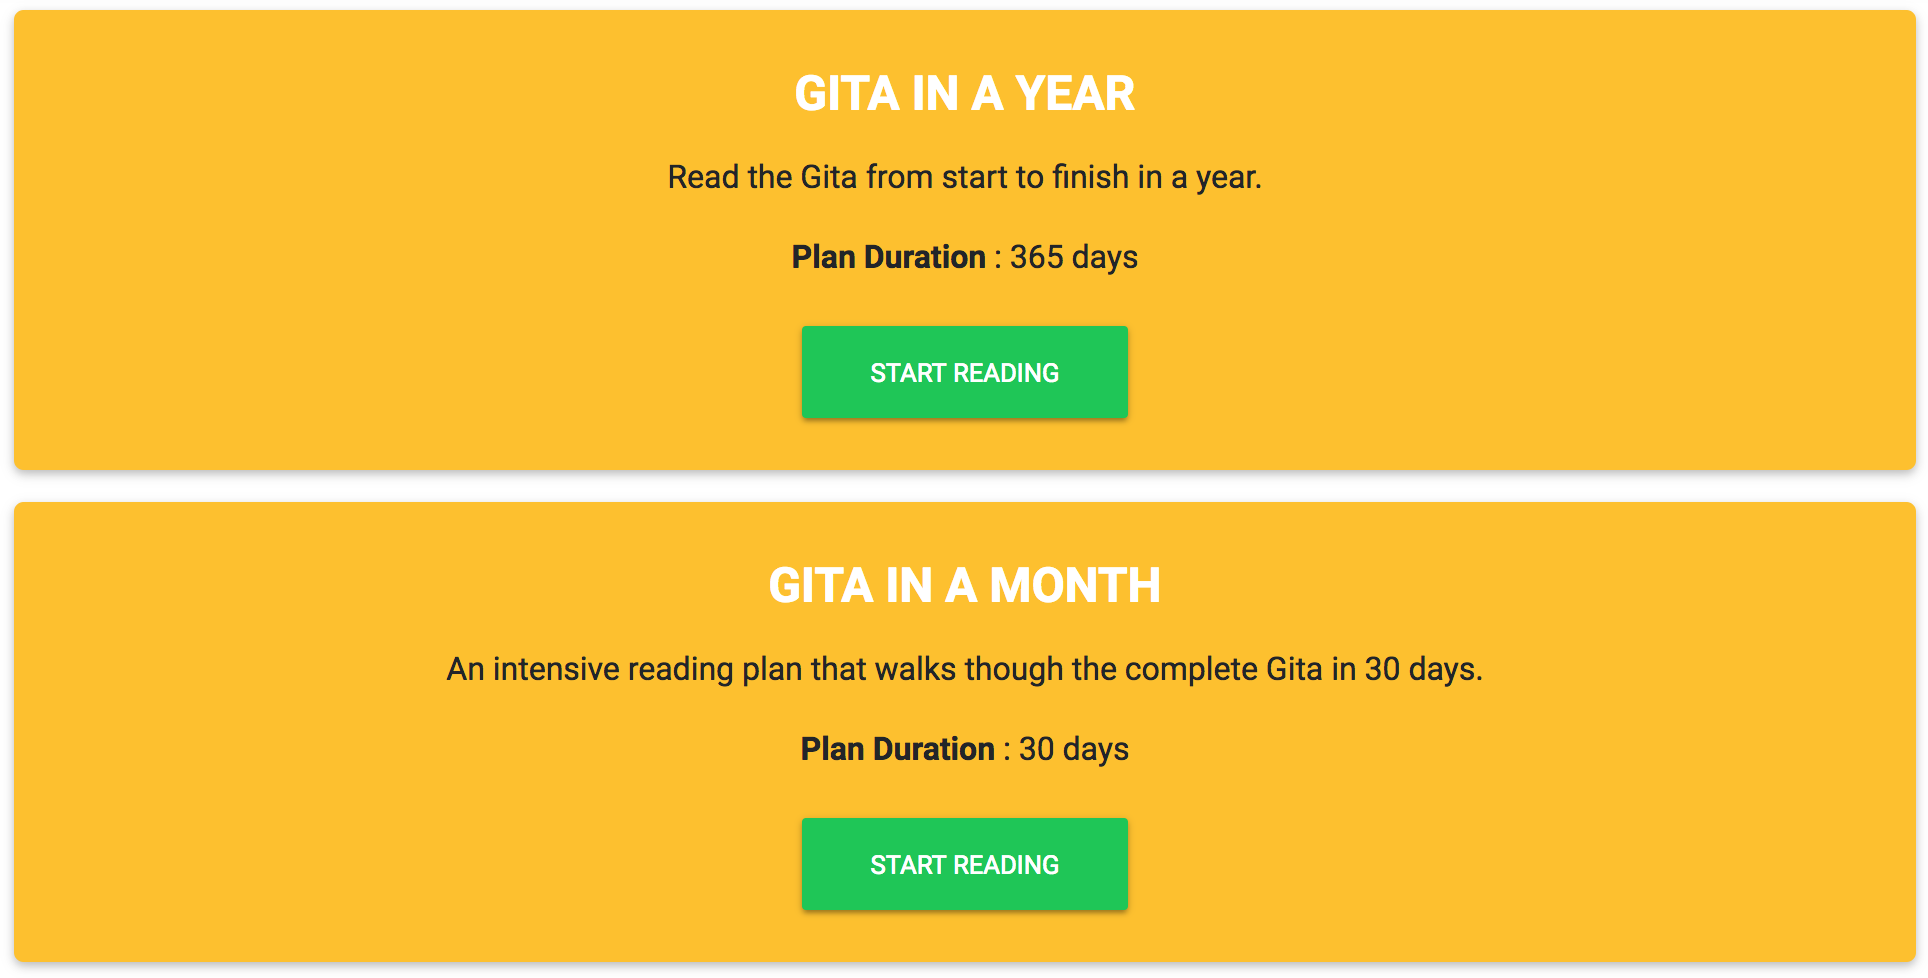 GITA IN A YEAR
Read the Gita from start to finish in a year.
Plan Duration : 365 days
START READING
GITA IN A MONTH
An intensive reading plan that walks though the complete Gita in 30 days.
Plan Duration : 30 days
START READING